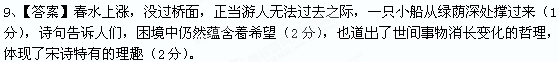 9、【答案】春水上涨，没过桥面，正当游人无法过去之际，一只小船从绿荫深处撑过来（1
分），诗句告诉人们，困境中仍然蕴含着希望（2 分），也道出了世间事物消长变化的哲理，
体现了宋诗特有的理趣（2 分）。